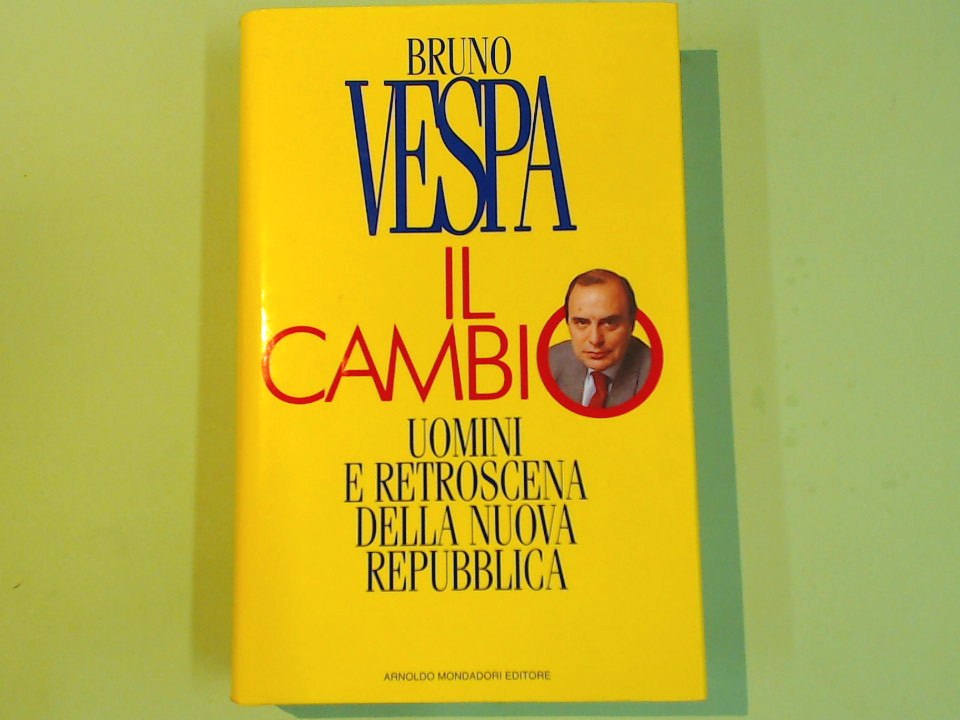 BRUNO
VESPA
IL
CAMBIO
UOMINI
E RETROSCENA
DELLA NUOVA
REPUBBLICA
ARNOLDO MONDADORI EDITORE